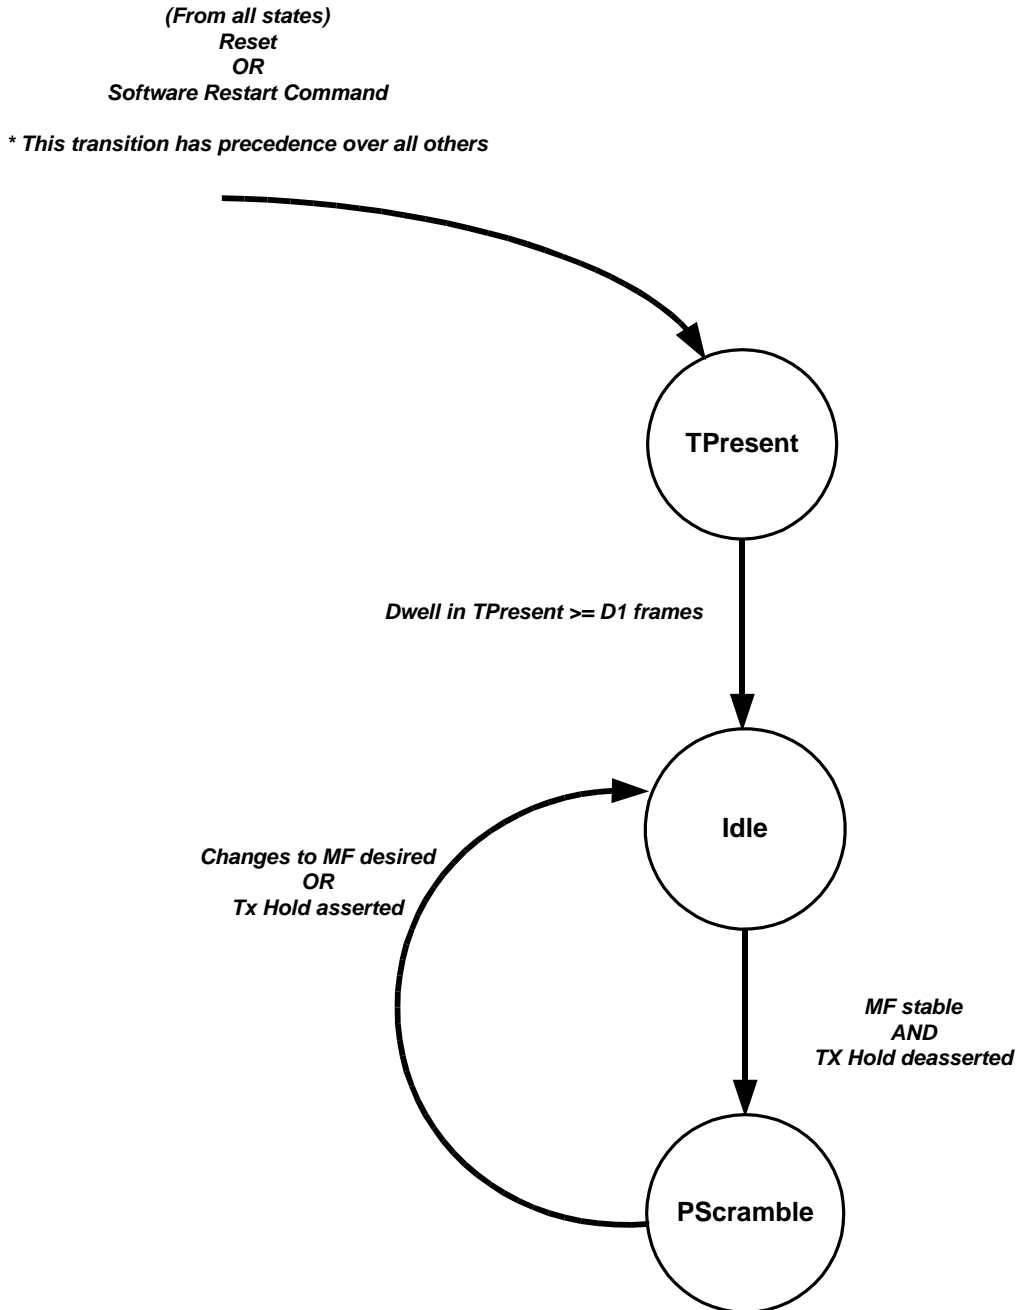 (From all states)
Reset
OR
Software Restart Command
* This transition has precedence over all others
TPresent
Dwell in TPresent >= D1 frames
Idle
Changes to MF desired
OR
Tx Hold asserted
MF stable
AND
TX Hold deasserted
PScramble